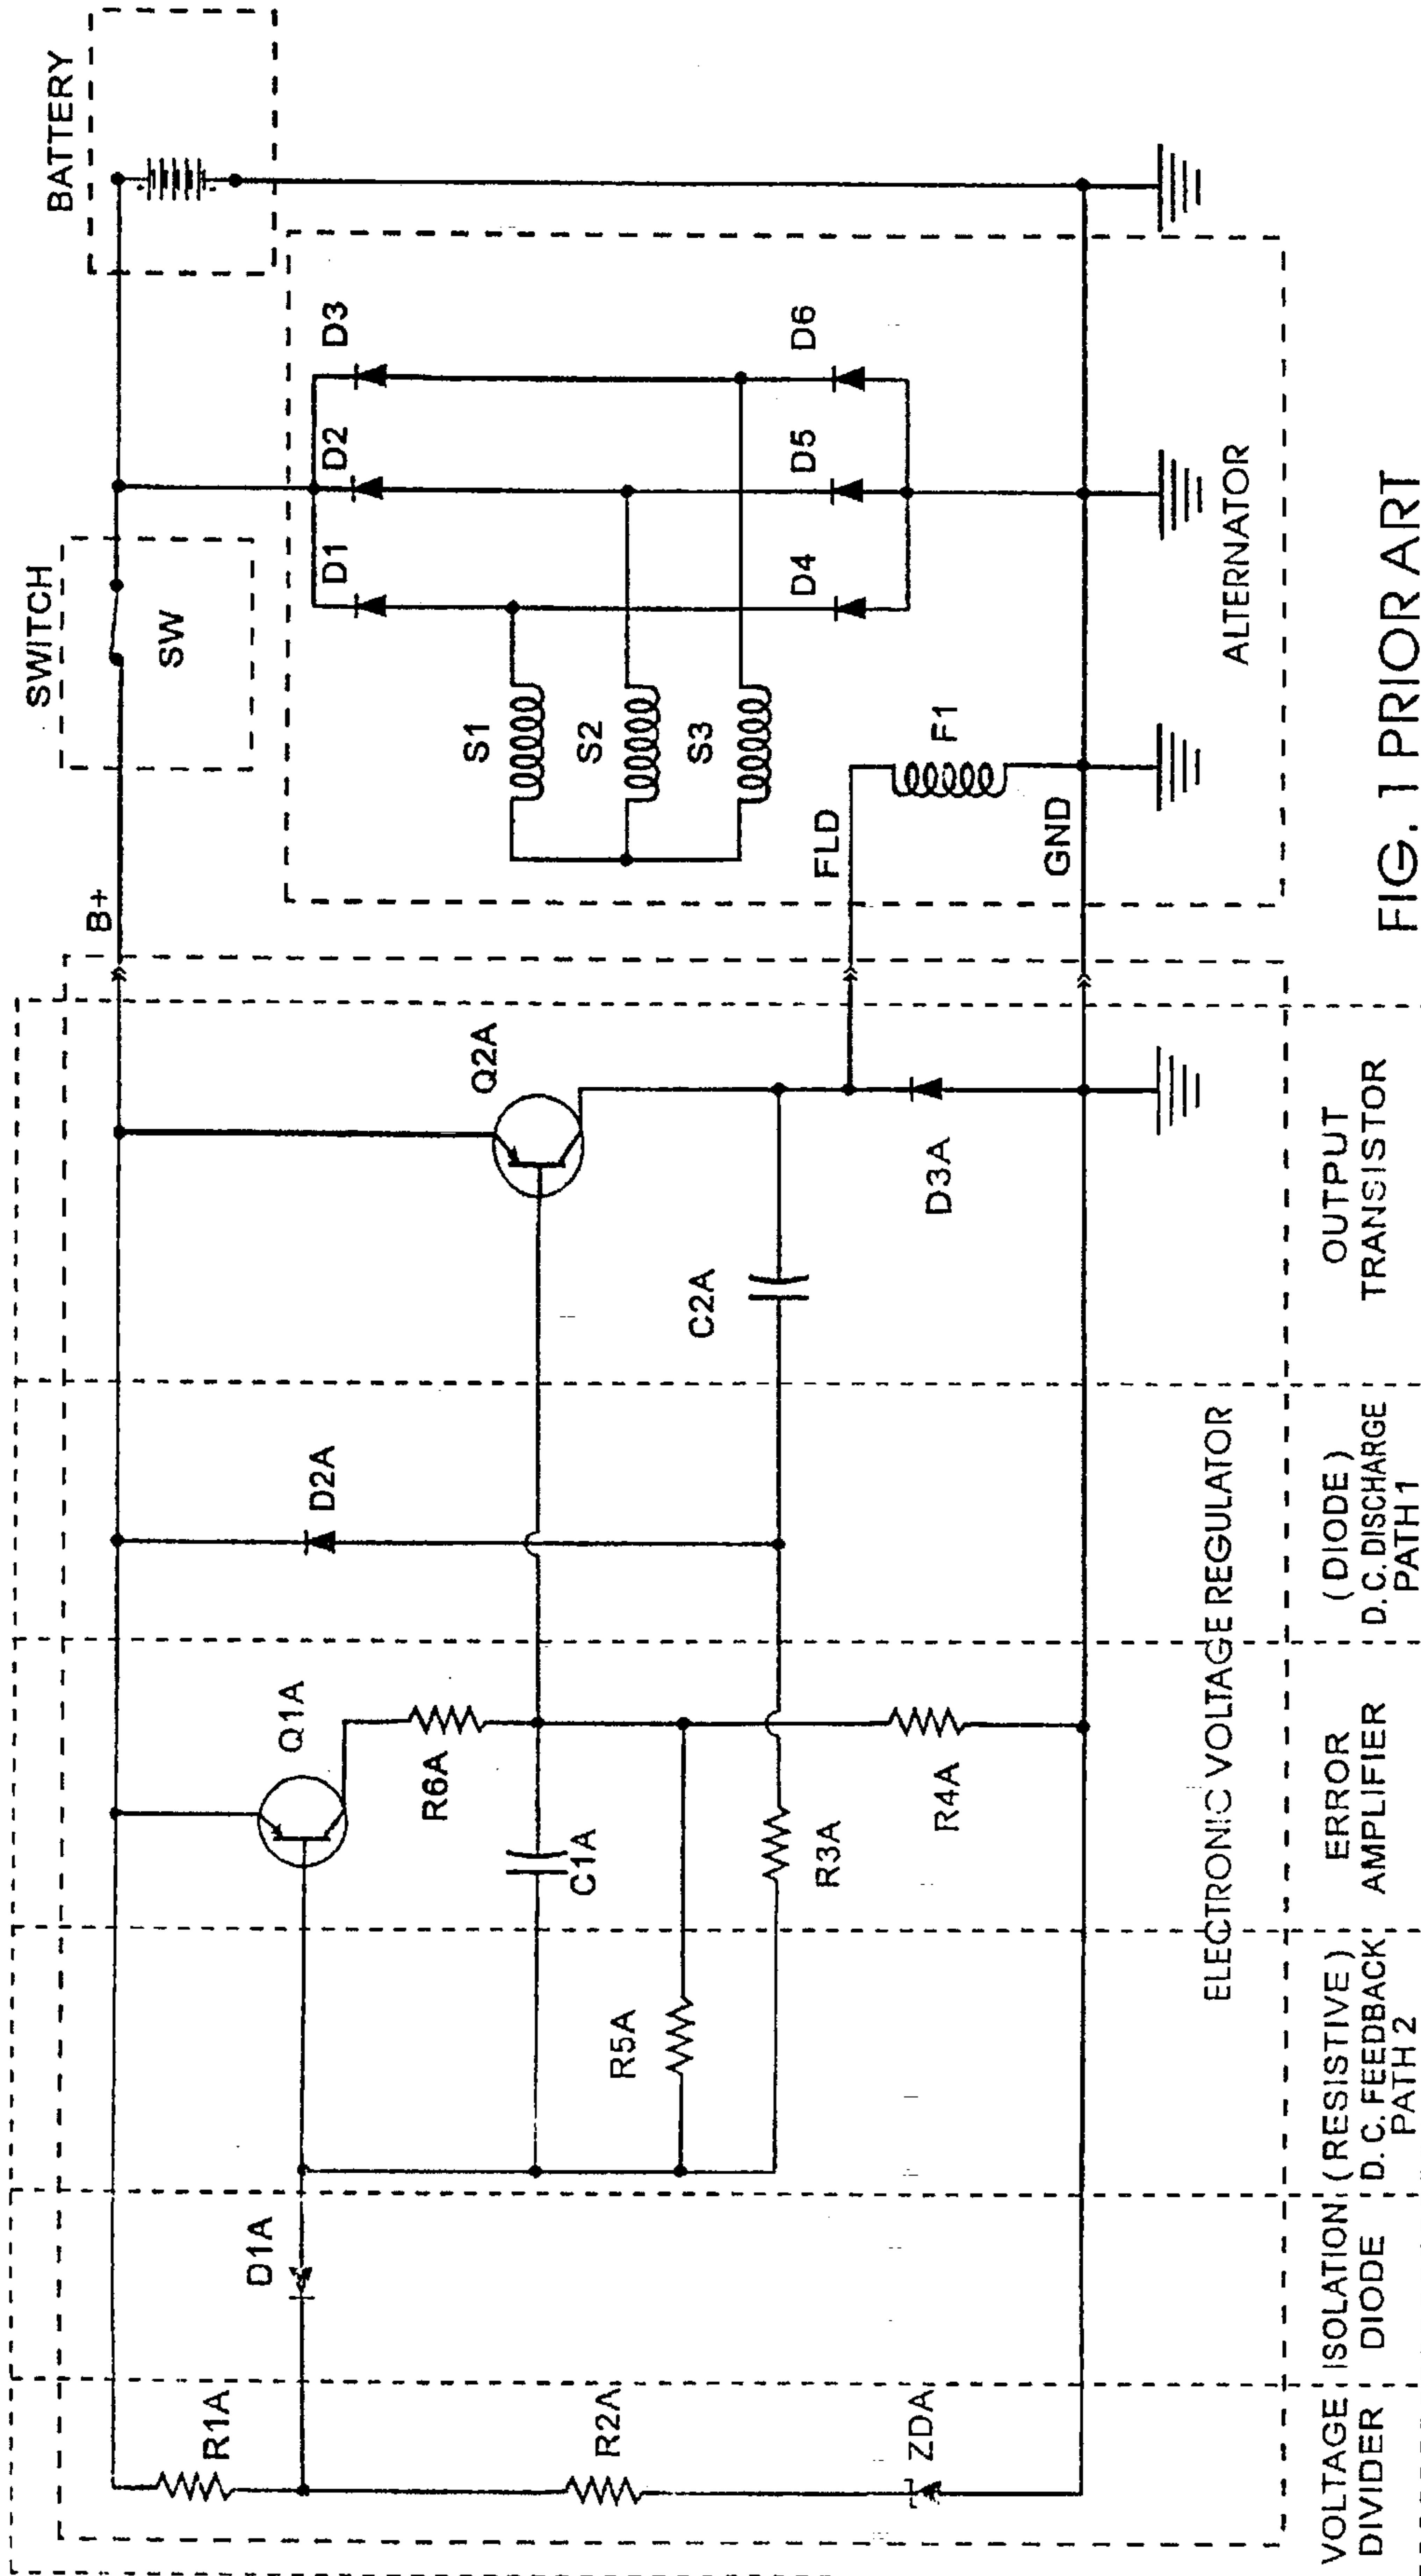 SWITCH
BATTERY
B+
SW
R1A
D1A
Q1A
D2A
Q2A
D1
D2
D3
R6A
S1
R2A
C1A
S2
R5A
C2A
S3
R3A
D4
D5
D6
FLD
ZDA
R4A
D3A
F1
GND
ELECTRONIC VOLTAGE REGULATOR
ALTERNATOR
VOLTAGE
DIVIDER
ISOLATION
DIODE
(RESISTIVE)
D.C. FEEDBACK
PATH 2
ERROR
AMPLIFIER
(DIODE)
D.C. DISCHARGE
PATH 1
OUTPUT
TRANSISTOR
FIG. 1 PRIOR ART